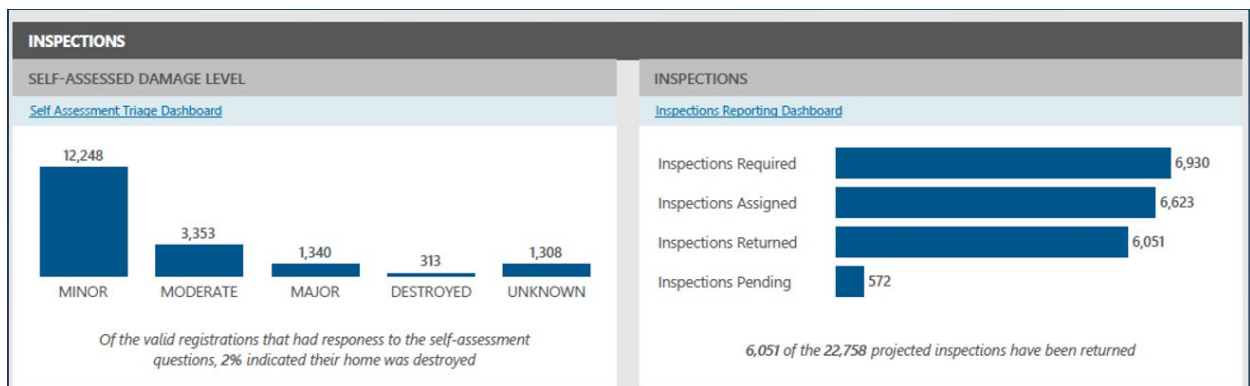 INSPECTIONS
SELF-ASSESSED DAMAGE LEVEL
Self Assessment Triage Dashboard
12,248
3,353
1,340
313
1,308
MINOR
MODERATE
MAJOR
DESTROYED
UNKNOWN
Of the valid registrations that had responess to the self-assessment
questions, 2% indicated their home was destroyed
INSPECTIONS
Inspections Reporting Dashboard
Inspections Required 6,930
Inspections Assigned 6,623
Inspections Returned 6,051
Inspections Pending 572
6,051 of the 22,758 projected inspections have been returned